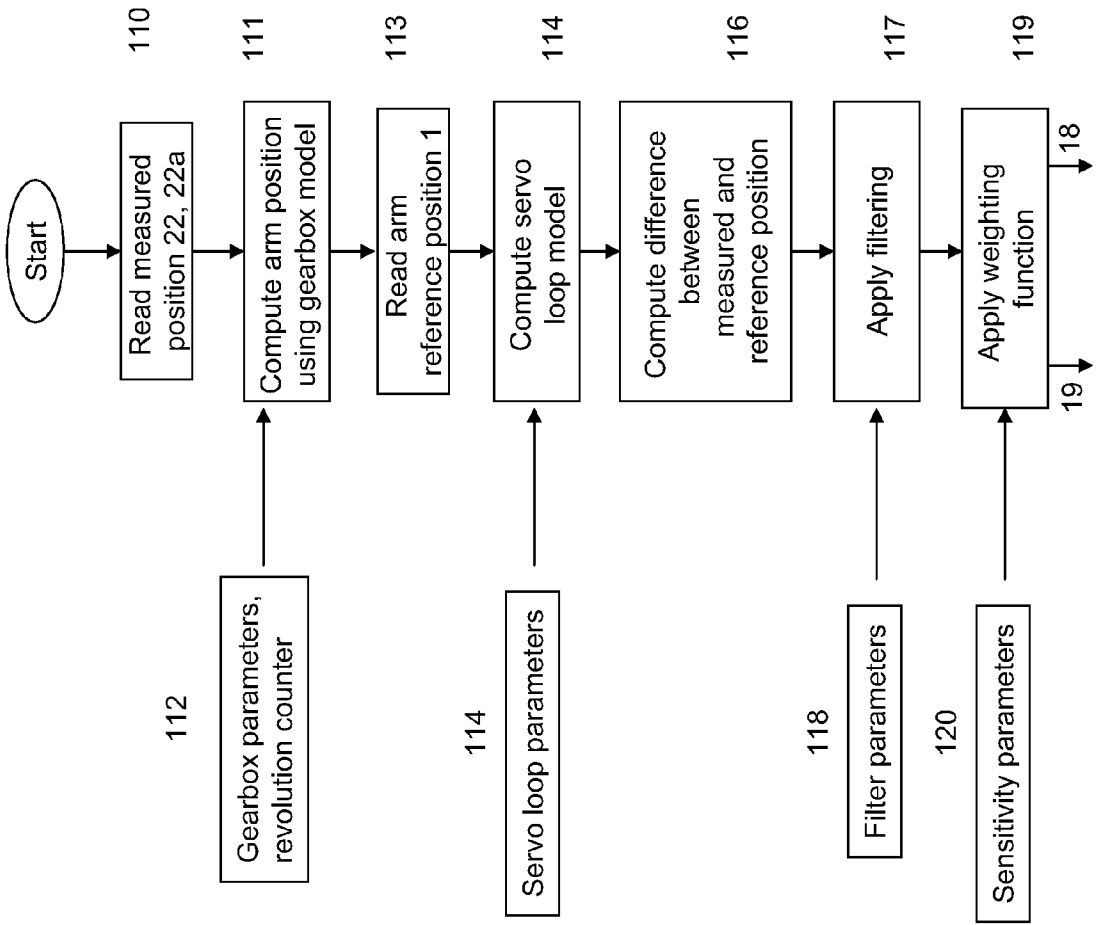 Start
110
Read measured
position 22, 22a
111
Compute arm position
using gearbox model
112
Gearbox parameters,
revolution counter
113
Read arm
reference position 1
114
Compute servo
loop model
114
Servo loop parameters
116
Compute difference
between
measured and
reference position
117
Apply filtering
118
Filter parameters
119
Apply weighting
function
120
Sensitivity parameters
19
18